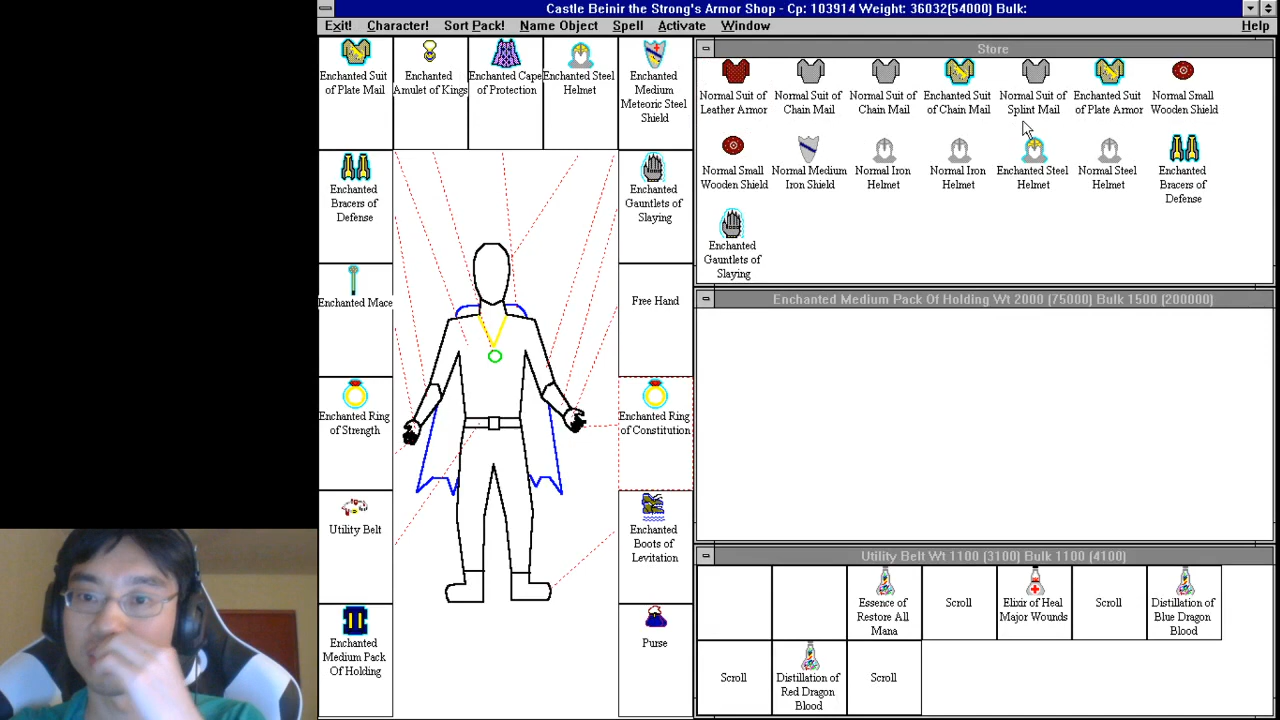 Castle Beinir the Strong's Armor Shop - Cp: 103914 Weight: 36032(54000) Bulk:
Exit! Character! Sort Pack! Name Object Spell Activate Window Help
Enchanted Suit
of Plate Mail
Enchanted
Amulet of Kings
Enchanted Cape
of Protection
Enchanted Steel
Helmet
Enchanted
Medium
Meteoric Steel
Shield
Enchanted
Bracers of
Defense
Enchanted
Gauntlets of
Slaying
Enchanted Mace
Free Hand
Enchanted Ring
of Strength
Enchanted Ring
of Constitution
Utility Belt
Enchanted
Boots of
Levitation
Enchanted
Medium Pack
Of Holding
Purse
Store
Normal Suit of
Leather Armor
Normal Suit of
Chain Mail
Normal Suit of
Chain Mail
Enchanted Suit
of Chain Mail
Normal Suit of
Splint Mail
Enchanted Suit
of Plate Armor
Normal Small
Wooden Shield
Normal Small
Wooden Shield
Normal Medium
Iron Shield
Normal Iron
Helmet
Normal Iron
Helmet
Enchanted Steel
Helmet
Normal Steel
Helmet
Enchanted
Bracers of
Defense
Enchanted
Gauntlets of
Slaying
Enchanted Medium Pack Of Holding Wt 2000 (75000) Bulk 1500 (200000)
Utility Belt Wt 1100 (3100) Bulk 1100 (4100)
Essence of
Restore All
Mana
Scroll
Elixir of Heal
Major Wounds
Scroll
Distillation of
Blue Dragon
Blood
Scroll
Distillation of
Red Dragon
Blood
Scroll